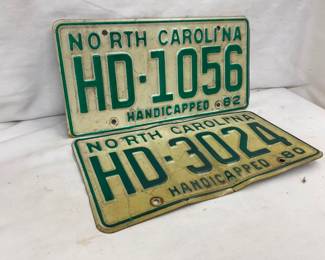 NORTH CAROLINA
HD·1056
HANDICAPPED 82
NORTH CAROLINA
HD·3024
HANDICAPPED 80